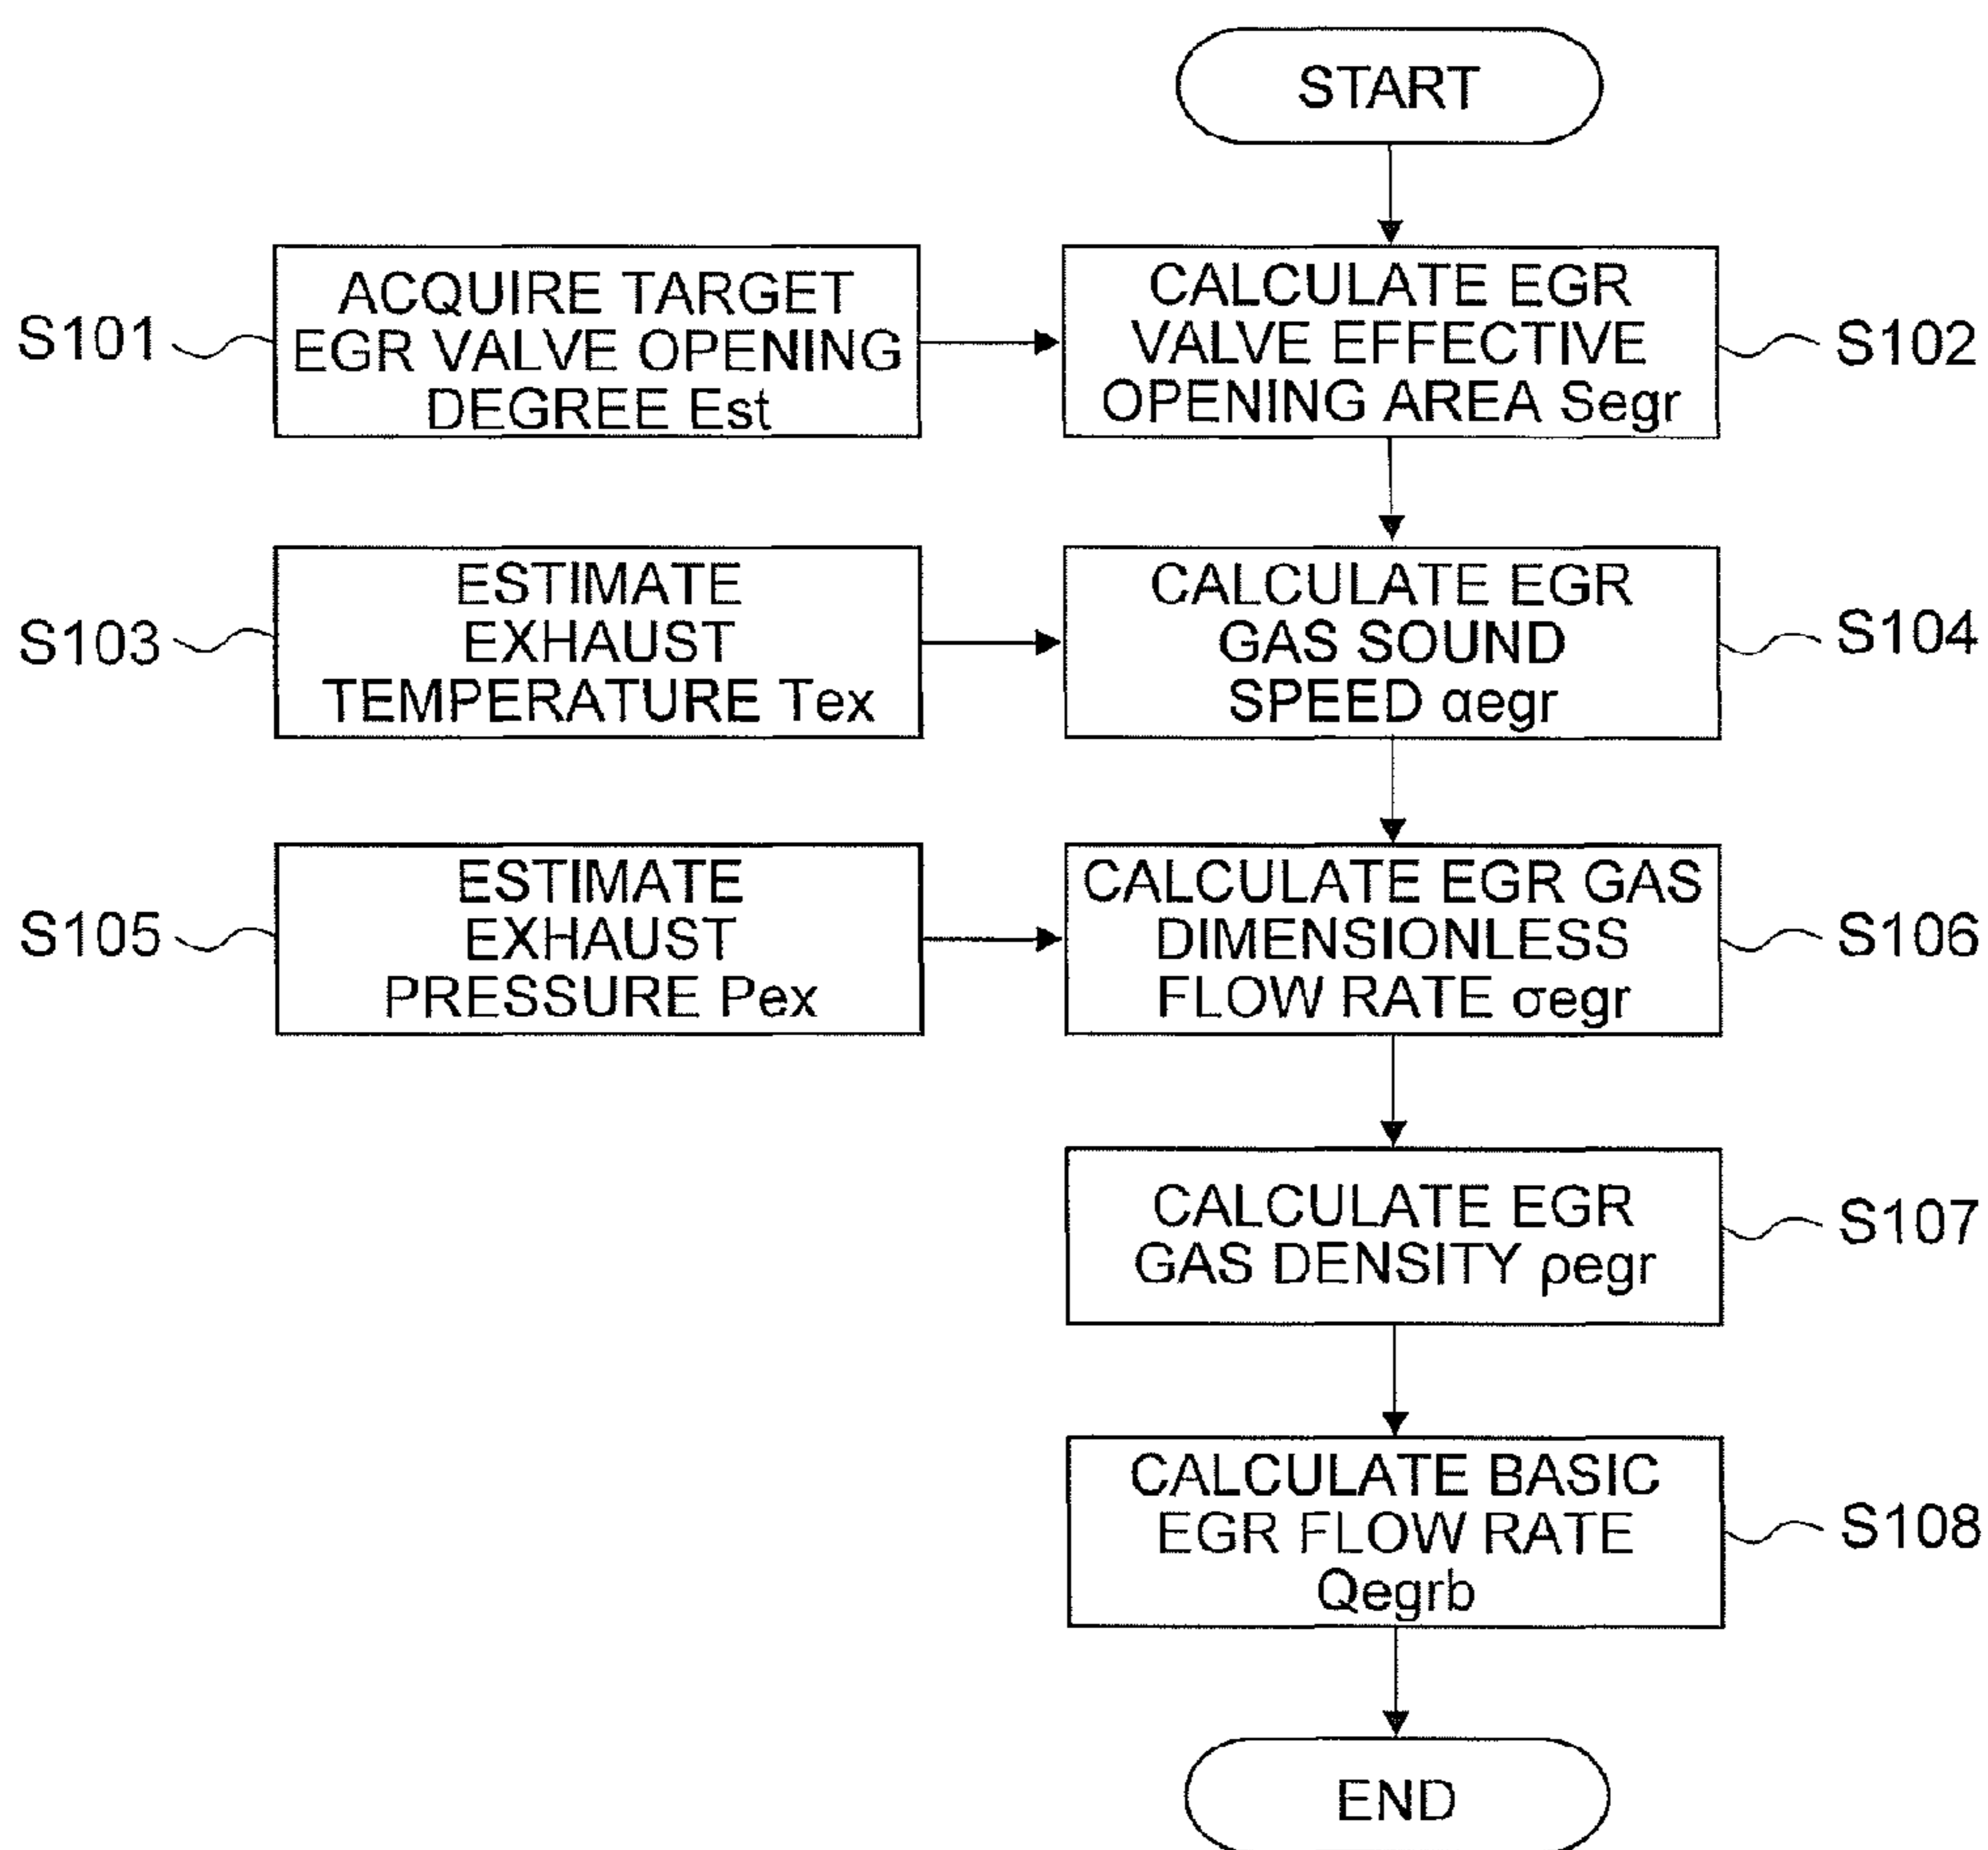 START
S101
ACQUIRE TARGET
EGR VALVE OPENING
DEGREE Est
CALCULATE EGR
VALVE EFFECTIVE
OPENING AREA Segr
S102
S103
ESTIMATE
EXHAUST
TEMPERATURE Tex
CALCULATE EGR
GAS SOUND
SPEED αegr
S104
S105
ESTIMATE
EXHAUST
PRESSURE Pex
CALCULATE EGR GAS
DIMENSIONLESS
FLOW RATE σegr
S106
CALCULATE EGR
GAS DENSITY ρegr
S107
CALCULATE BASIC
EGR FLOW RATE
Qegrb
S108
END